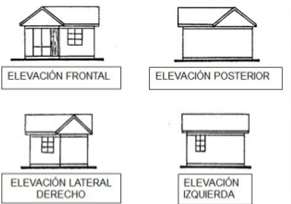 ELEVACIÓN FRONTAL
ELEVACIÓN POSTERIOR
ELEVACIÓN LATERAL
DERECHO
ELEVACIÓN
IZQUIERDA